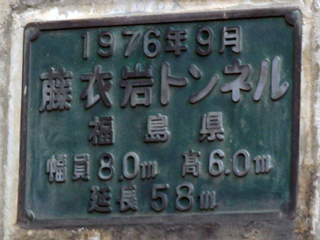 1976年9月
藤衣岩トンネル
福島県
幅員8.0m 高6.0m
延長58m